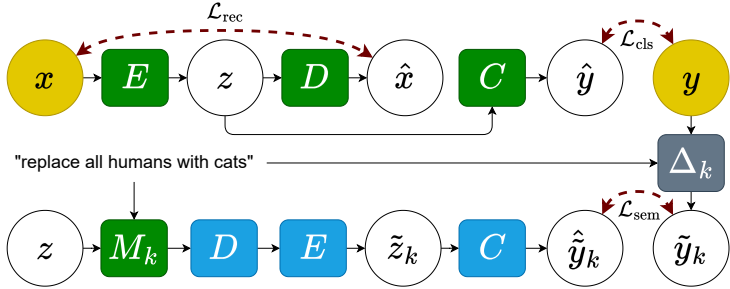 𝓛rec
x E z D x̂ C ŷ 𝓛cls y
"replace all humans with cats" Δk
z Mk D E z̃k C ỹ̂k 𝓛sem ỹk